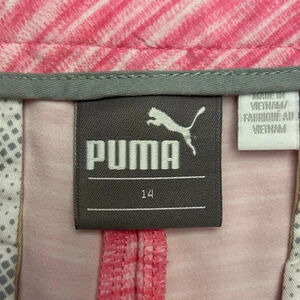 PUMA
14
MADE IN
VIETNAM/
FABRIQUÉ AU
VIETNAM